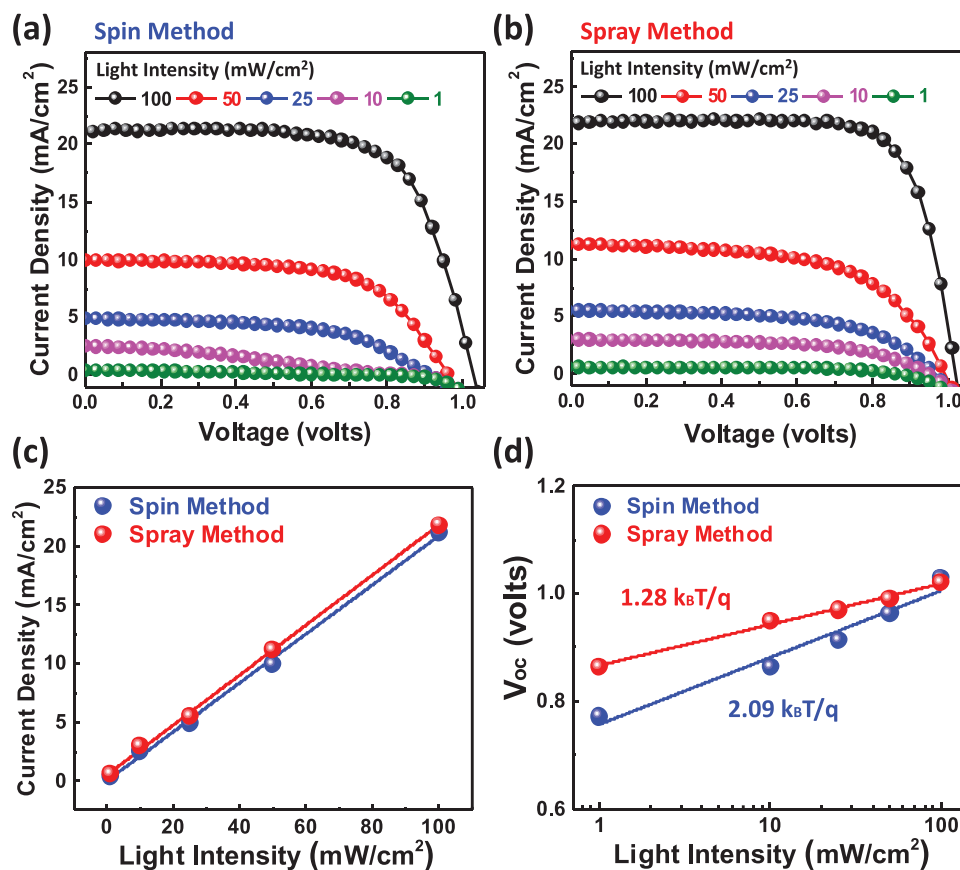 (a) Spin Method
Light Intensity (mW/cm²)
100 50 25 10 1
25
20
15
10
5
0
Current Density (mA/cm²)
0.0 0.2 0.4 0.6 0.8 1.0
Voltage (volts)
(b) Spray Method
Light Intensity (mW/cm²)
100 50 25 10 1
25
20
15
10
5
0
Current Density (mA/cm²)
0.0 0.2 0.4 0.6 0.8 1.0
Voltage (volts)
(c)
Spin Method
Spray Method
25
20
15
10
5
0
Current Density (mA/cm²)
0 20 40 60 80 100
Light Intensity (mW/cm²)
(d)
Spin Method
Spray Method
1.28 kBT/q
2.09 kBT/q
1.2
1.0
0.8
0.6
Voc (volts)
1 10 100
Light Intensity (mW/cm²)